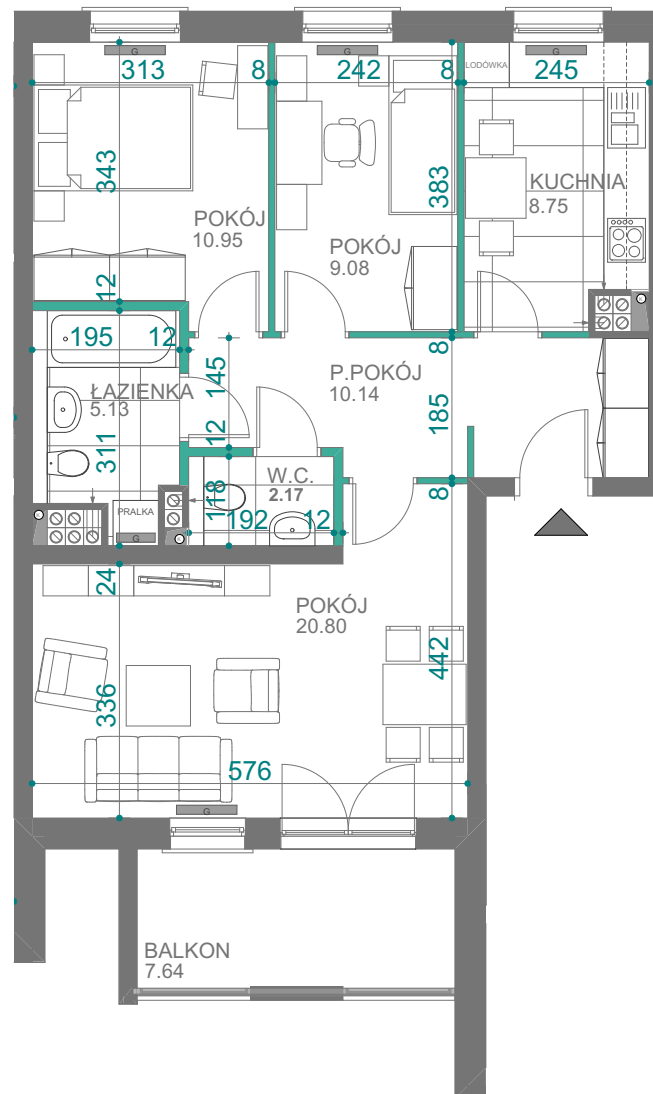 G
G
G
313
8
242
8
LODÓWKA
245
343
383
KUCHNIA
8.75
POKÓJ
10.95
POKÓJ
9.08
12
195
12
145
P.POKÓJ
10.14
8
ŁAZIENKA
5.13
185
311
12
W.C.
2.17
118
8
PRALKA
192
12
G
24
POKÓJ
20.80
442
336
576
G
BALKON
7.64